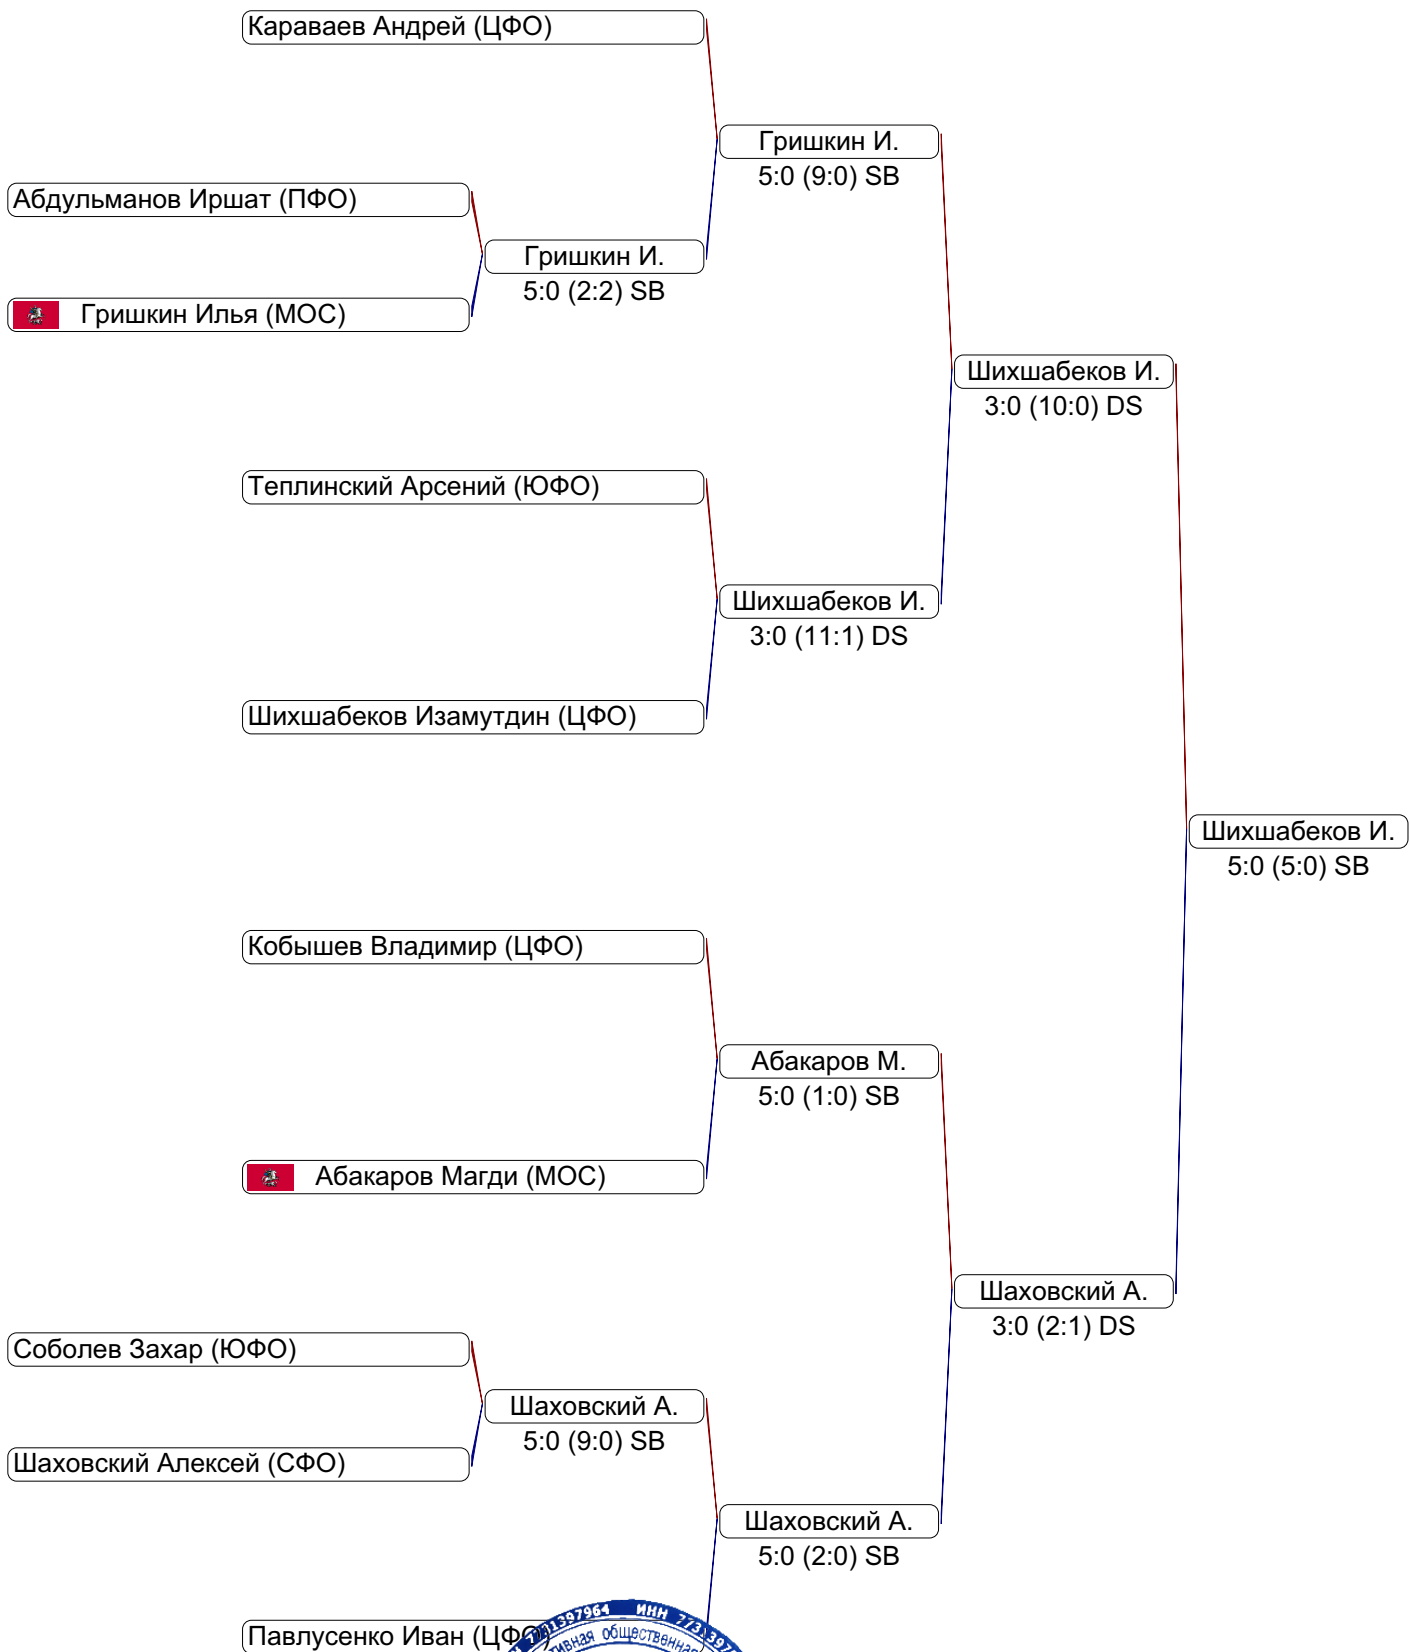 Караваев Андрей (ЦФО)
Гришкин И.
5:0 (9:0) SB
Абдульманов Иршат (ПФО)
Гришкин И.
5:0 (2:2) SB
Гришкин Илья (МОС)
Шихшабеков И.
3:0 (10:0) DS
Теплинский Арсений (ЮФО)
Шихшабеков И.
3:0 (11:1) DS
Шихшабеков Изамутдин (ЦФО)
Шихшабеков И.
5:0 (5:0) SB
Кобышев Владимир (ЦФО)
Абакаров М.
5:0 (1:0) SB
Абакаров Магди (МОС)
Шаховский А.
3:0 (2:1) DS
Соболев Захар (ЮФО)
Шаховский А.
5:0 (9:0) SB
Шаховский Алексей (СФО)
Шаховский А.
5:0 (2:0) SB
Павлусенко Иван (ЦФО)
ИНН
общественная